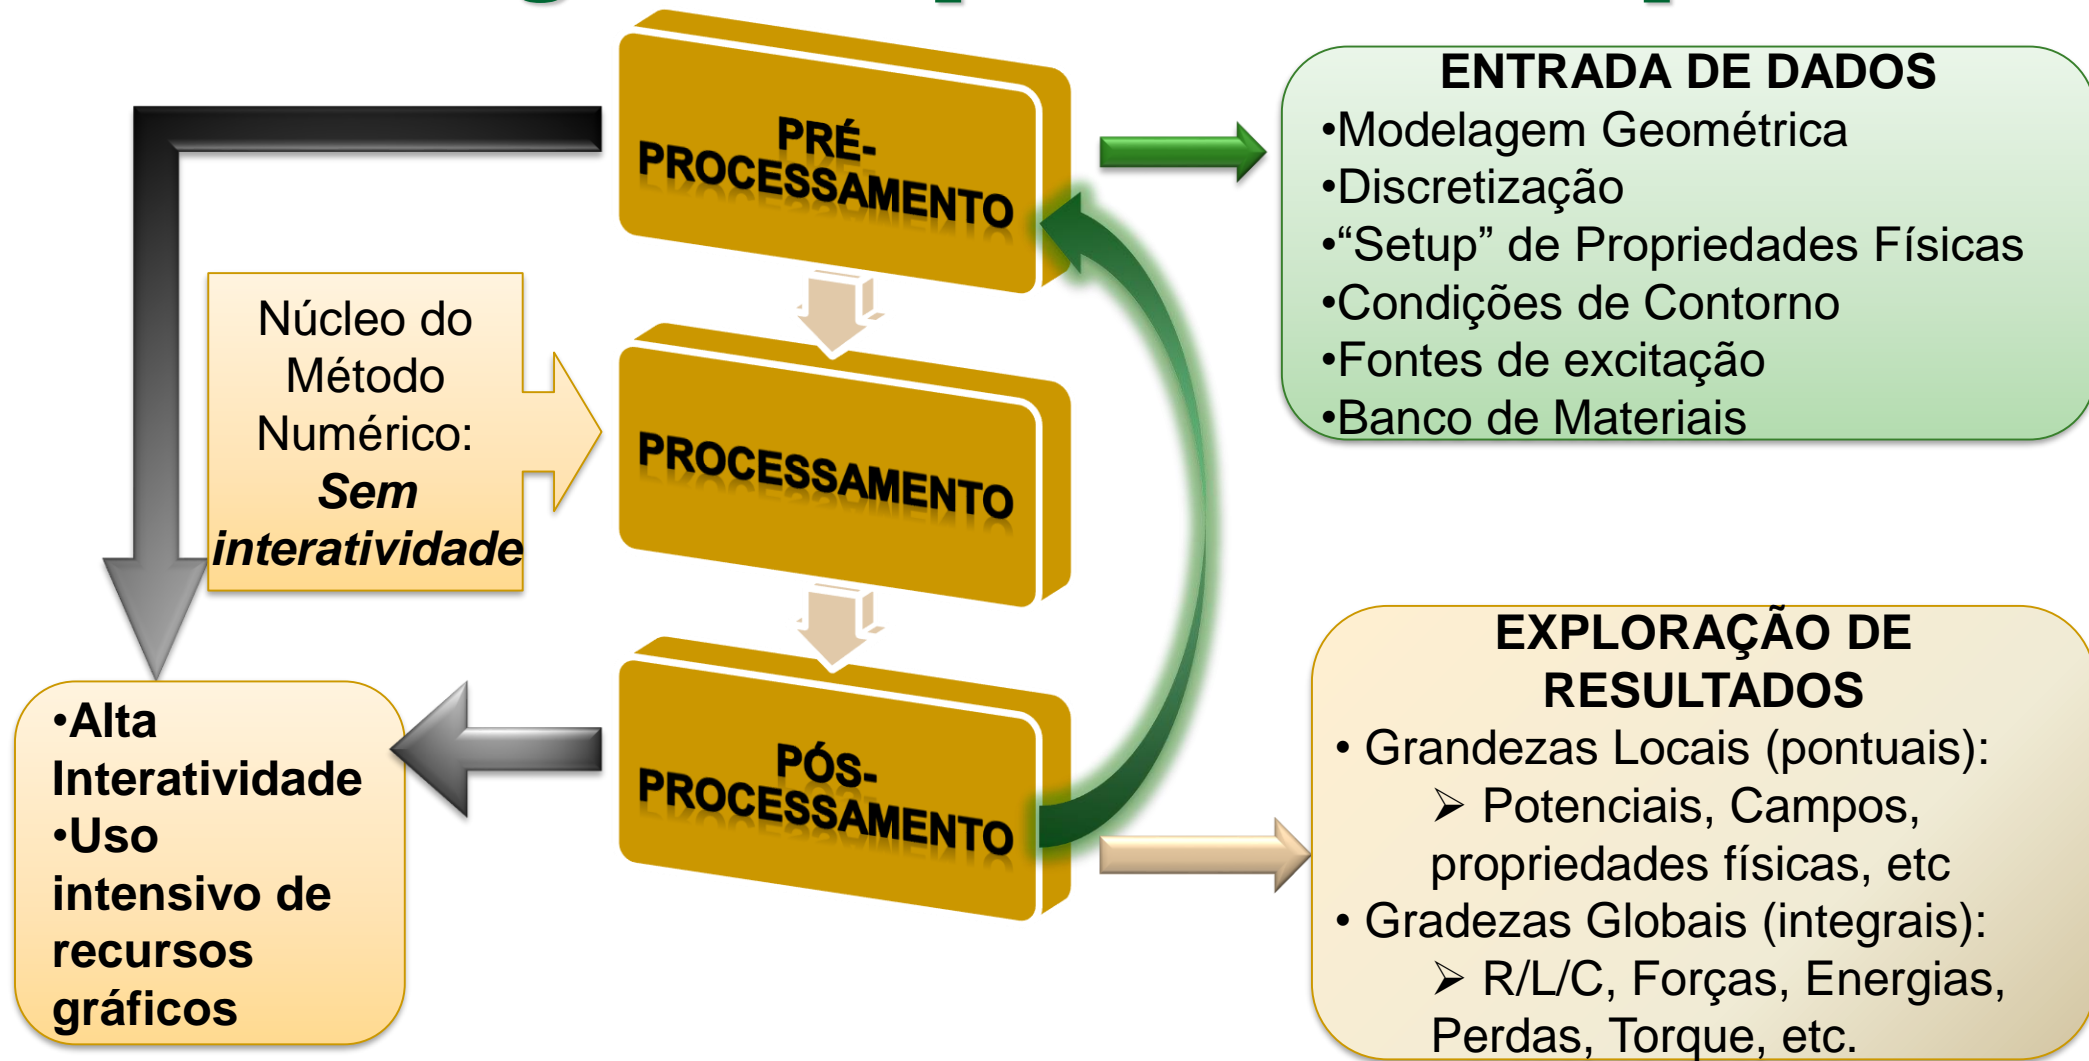 PRÉ-
PROCESSAMENTO
ENTRADA DE DADOS
•Modelagem Geométrica
•Discretização
•“Setup” de Propriedades Físicas
•Condições de Contorno
•Fontes de excitação
•Banco de Materiais
Núcleo do
Método
Numérico:
Sem
interatividade
PROCESSAMENTO
PÓS-
PROCESSAMENTO
•Alta
Interatividade
•Uso
intensivo de
recursos
gráficos
EXPLORAÇÃO DE
RESULTADOS
• Grandezas Locais (pontuais):
➢ Potenciais, Campos,
propriedades físicas, etc
• Gradezas Globais (integrais):
➢ R/L/C, Forças, Energias,
Perdas, Torque, etc.